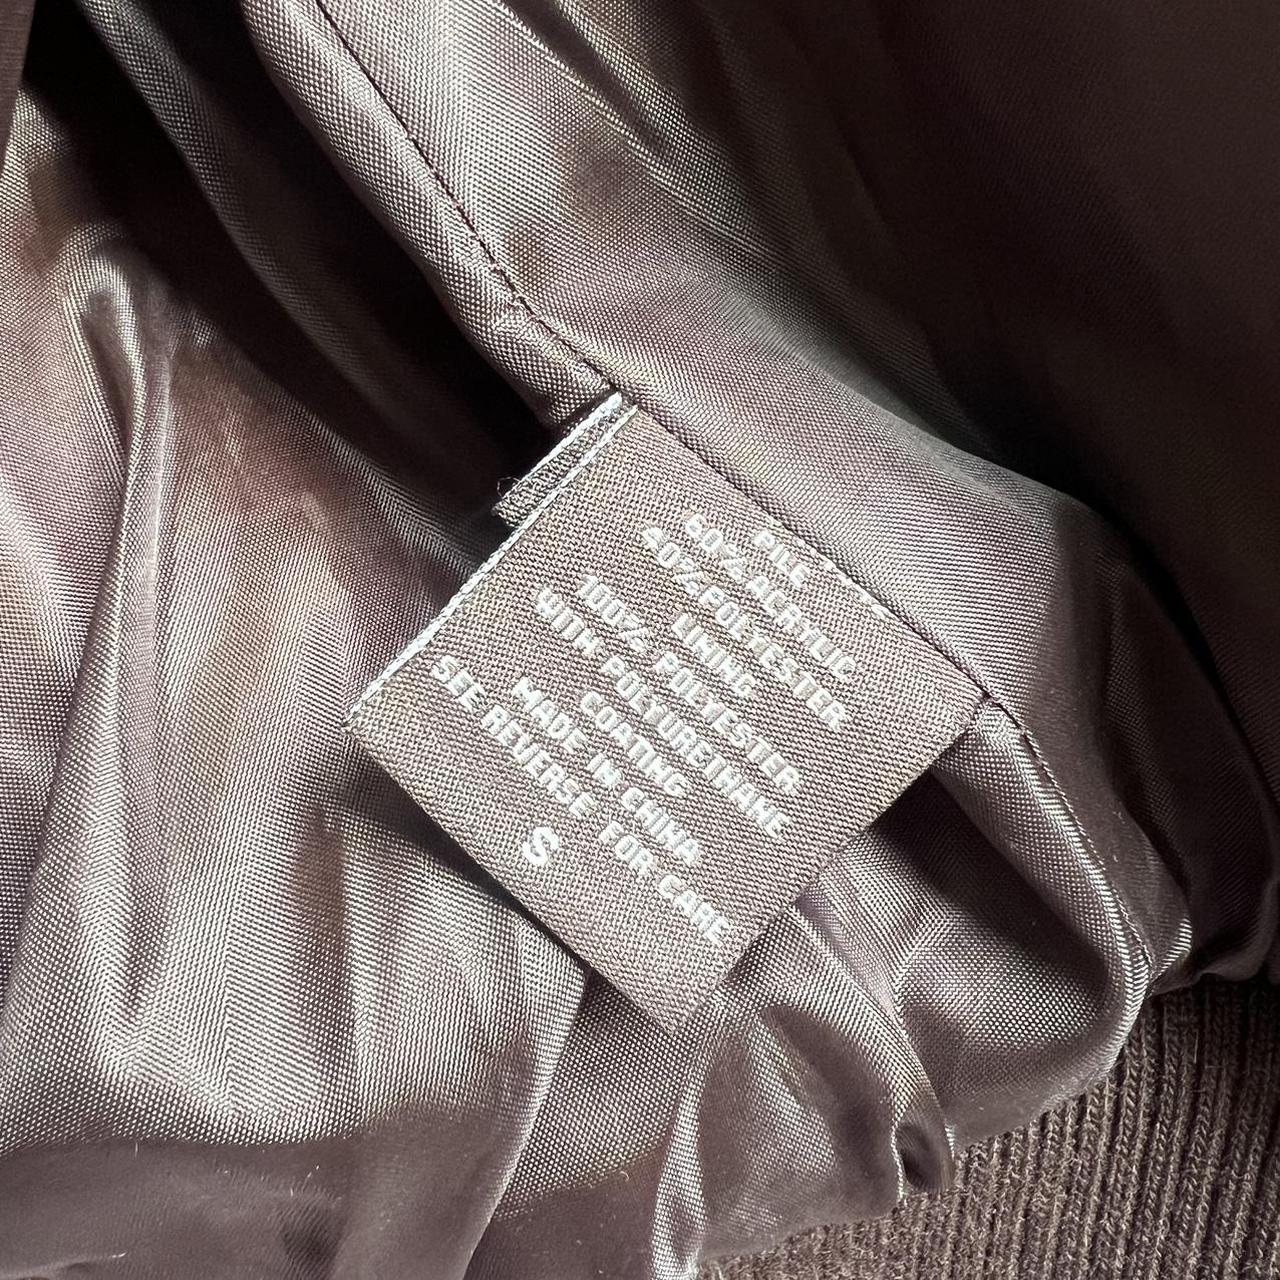 PILE
60% ACRYLIC
40% POLYESTER
LINING
100% POLYESTER
WITH POLYURETHANE
COATING
MADE IN CHINA
SEE REVERSE FOR CARE
S